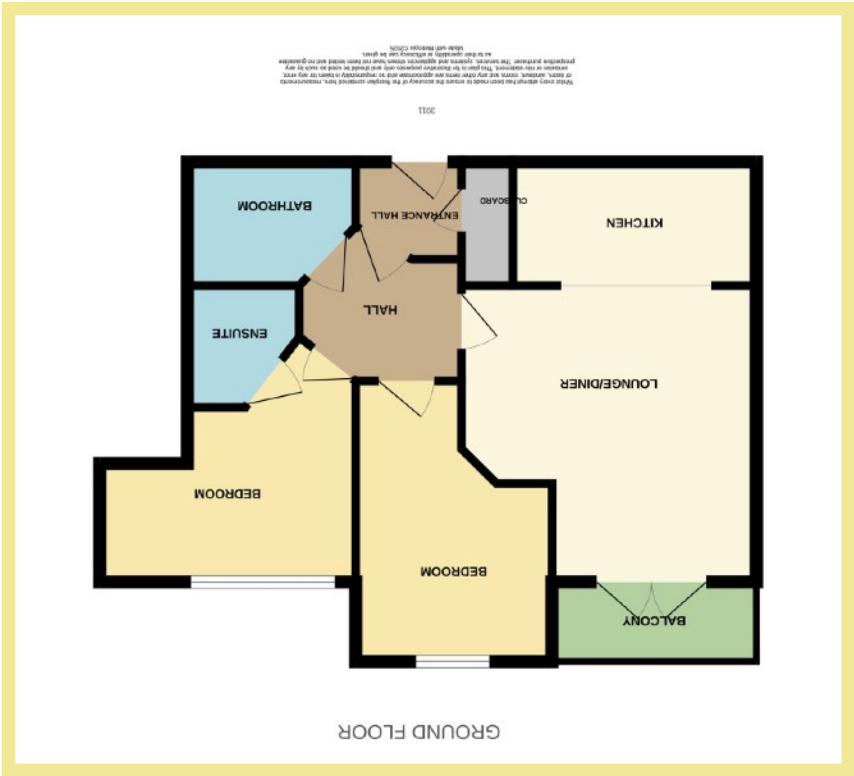 GROUND FLOOR
BALCONY
BEDROOM
BEDROOM
LOUNGE/DINER
HALL
ENSUITE
KITCHEN
CUPBOARD
ENTRANCE HALL
BATHROOM
3911
Whilst every attempt has been made to ensure the accuracy of the floorplan contained here, measurements
of doors, windows, rooms and any other items are approximate and no responsibility is taken for any error,
omission or mis-statement. This plan is for illustrative purposes only and should be used as such by any
prospective purchaser. The services, systems and appliances shown have not been tested and no guarantee
as to their operability or efficiency can be given.
Made with Metropix ©2025